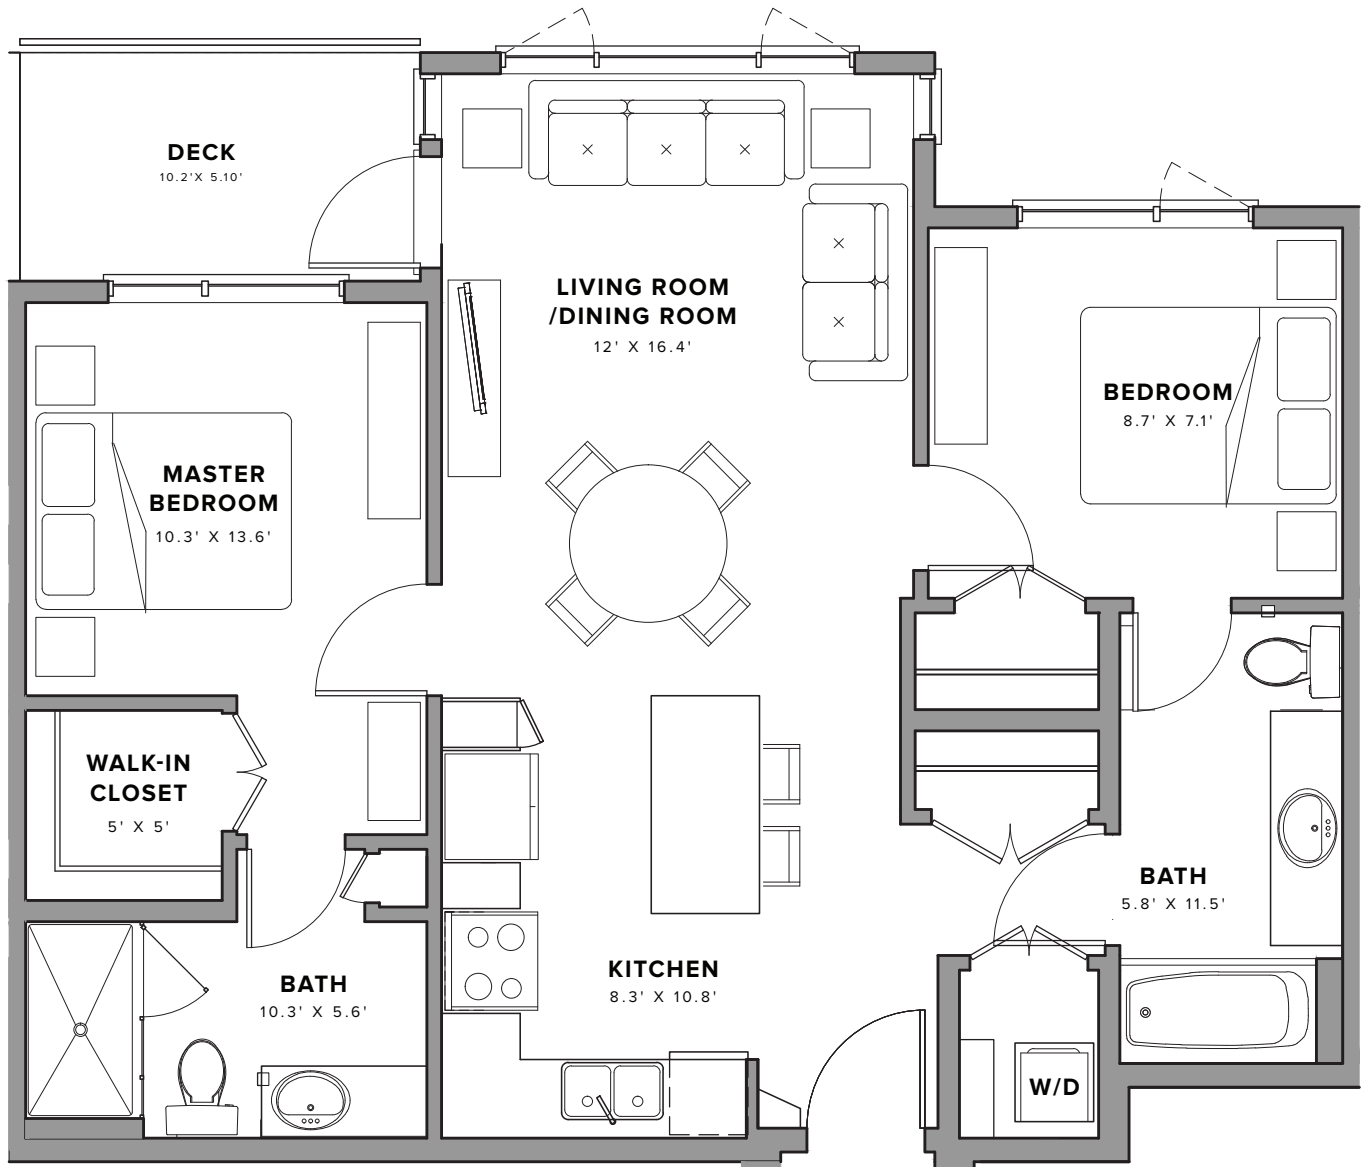 DECK
10.2'X 5.10'
LIVING ROOM
/DINING ROOM
12' X 16.4'
BEDROOM
8.7' X 7.1'
MASTER
BEDROOM
10.3' X 13.6'
WALK-IN
CLOSET
5' X 5'
BATH
5.8' X 11.5'
KITCHEN
8.3' X 10.8'
BATH
10.3' X 5.6'
W/D